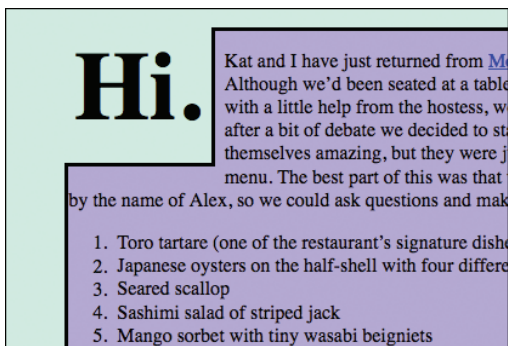 Hi.
Kat and I have just returned from
Although we'd been seated at a table
with a little help from the hostess,
after a bit of debate we decided to
themselves amazing, but they were
menu. The best part of this was that
by the name of Alex, so we could ask questions and
1. Toro tartare (one of the restaurant's signature
2. Japanese oysters on the half-shell with four
3. Seared scallop
4. Sashimi salad of striped jack
5. Mango sorbet with tiny wasabi beigniets